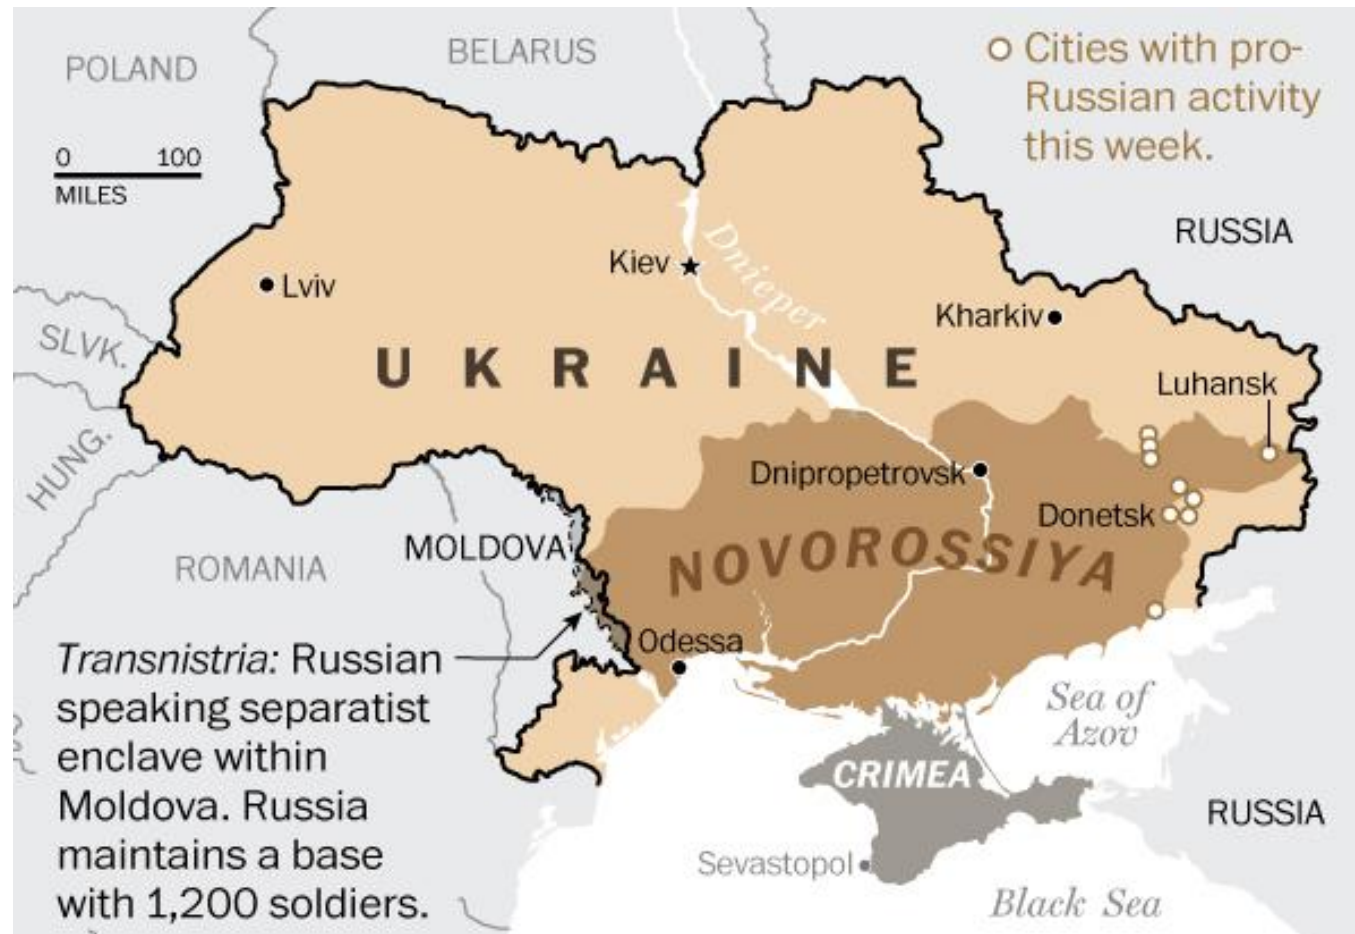 POLAND
BELARUS
Cities with pro-
Russian activity
this week.
0 100
MILES
RUSSIA
Kiev
Dnieper
Lviv
Kharkiv
SLVK.
UKRAINE
Luhansk
HUNG.
Dnipropetrovsk
Donetsk
MOLDOVA
NOVOROSSIYA
ROMANIA
Odessa
Transnistria: Russian
speaking separatist
enclave within
Moldova. Russia
maintains a base
with 1,200 soldiers.
Sea of
Azov
CRIMEA
RUSSIA
Sevastopol
Black Sea